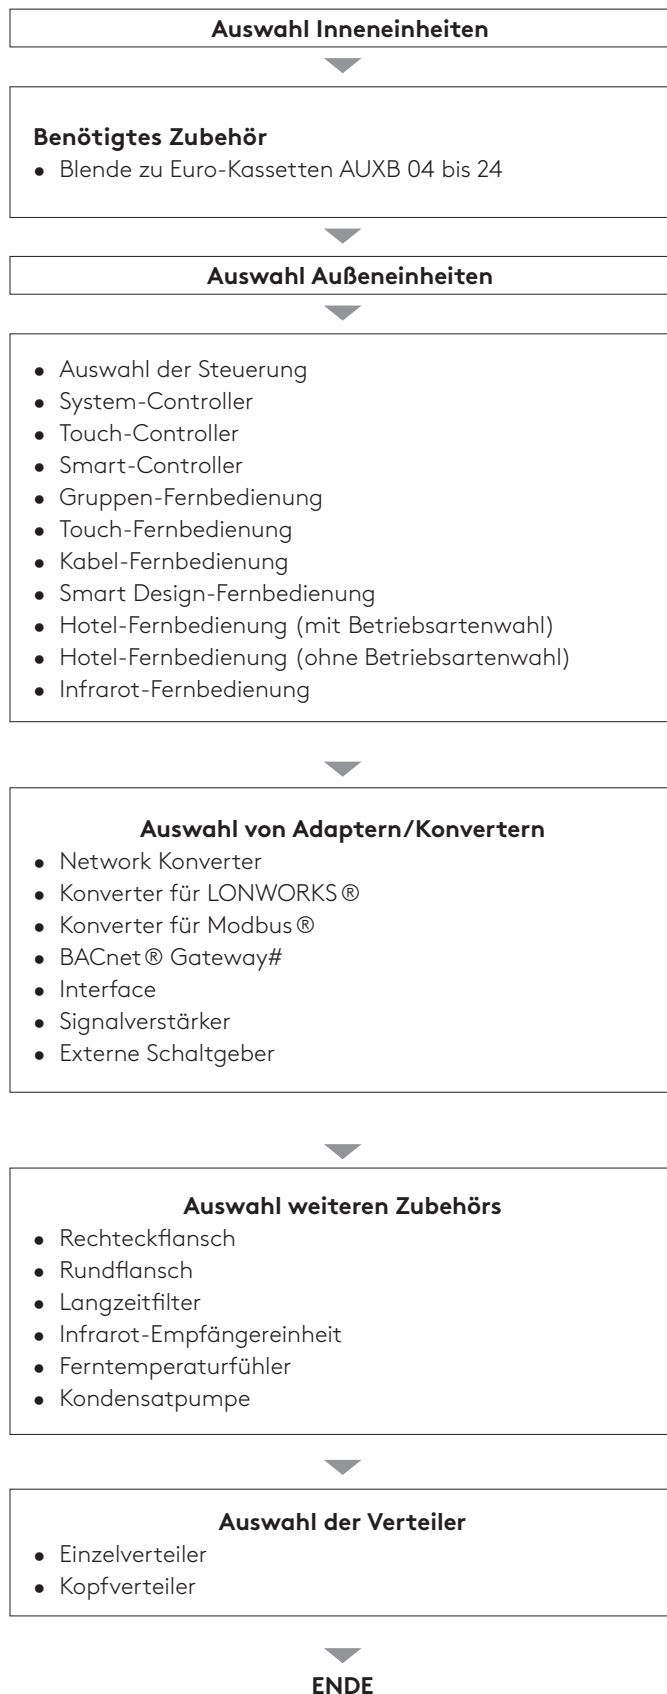 Auswahl Inneneinheiten
Benötigtes Zubehör
• Blende zu Euro-Kassetten AUXB 04 bis 24
Auswahl Außeneinheiten
• Auswahl der Steuerung
• System-Controller
• Touch-Controller
• Smart-Controller
• Gruppen-Fernbedienung
• Touch-Fernbedienung
• Kabel-Fernbedienung
• Smart Design-Fernbedienung
• Hotel-Fernbedienung (mit Betriebsartenwahl)
• Hotel-Fernbedienung (ohne Betriebsartenwahl)
• Infrarot-Fernbedienung
Auswahl von Adaptern/Konvertern
• Network Konverter
• Konverter für LONWORKS®
• Konverter für Modbus®
• BACnet® Gateway#
• Interface
• Signalverstärker
• Externe Schaltgeber
Auswahl weiteren Zubehörs
• Rechteckflansch
• Rundflansch
• Langzeitfilter
• Infrarot-Empfängereinheit
• Ferntemperaturfühler
• Kondensatpumpe
Auswahl der Verteiler
• Einzelverteiler
• Kopfverteiler
ENDE